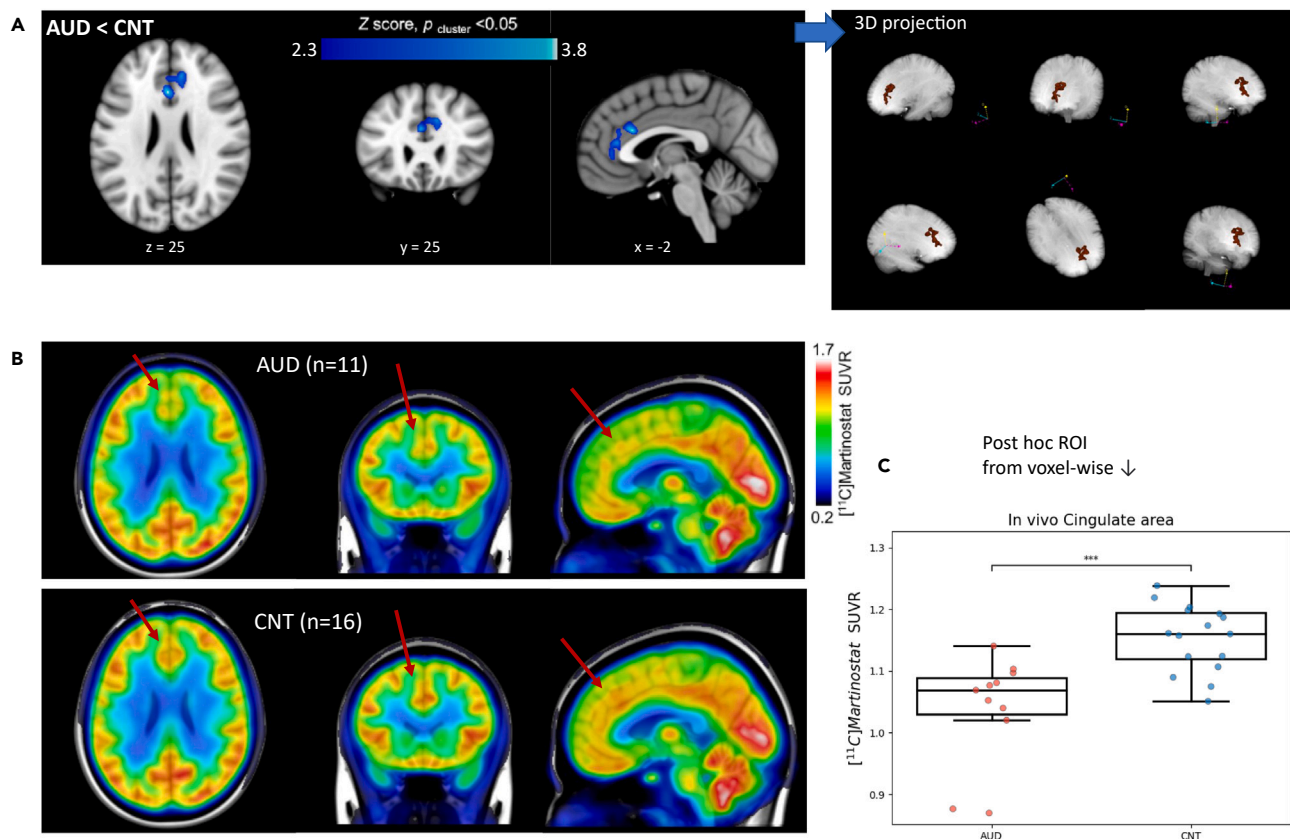 A
AUD < CNT
Z score, p cluster <0.05
2.3
3.8
z = 25
y = 25
x = -2
3D projection
B
AUD (n=11)
CNT (n=16)
1.7
0.2
[¹¹C]Martinostat SUVR
C
Post hoc ROI
from voxel-wise ↓
In vivo Cingulate area
***
[¹¹C]Martinostat SUVR
1.3
1.2
1.1
1.0
0.9
AUD
CNT